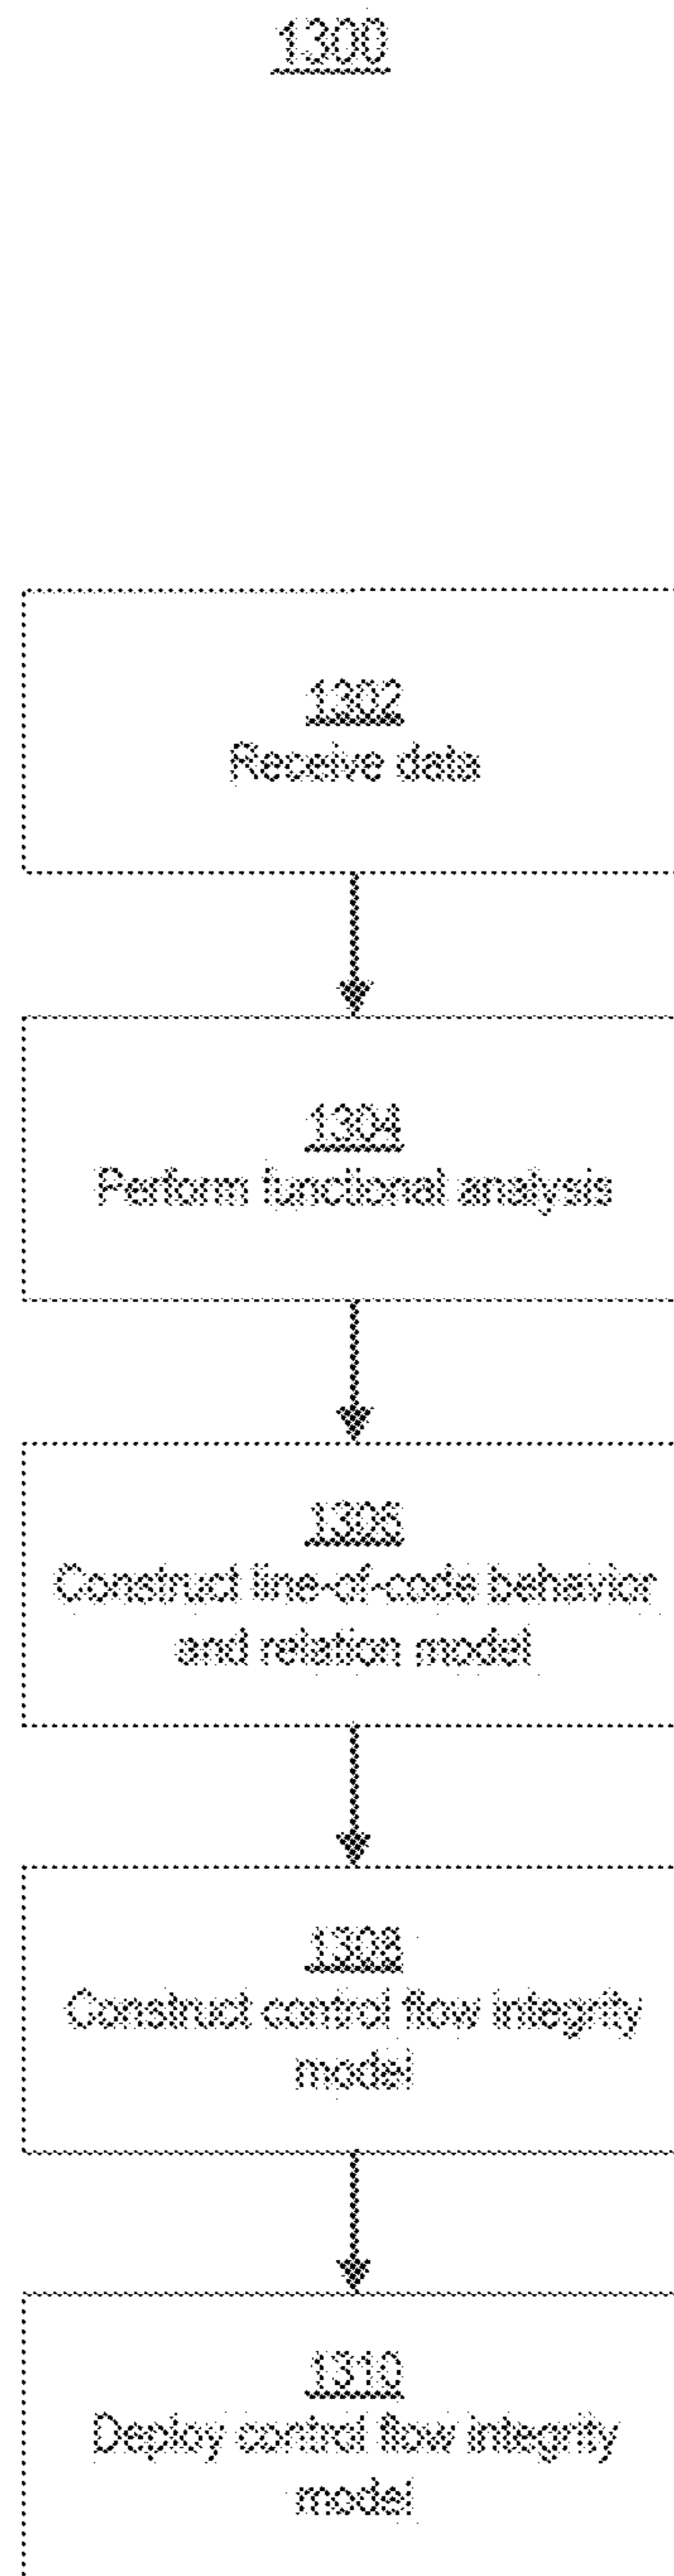 1300
1302
Receive data
1304
Perform functional analysis
1306
Construct line-of-code behavior
and relation model
1308
Construct control flow integrity
model
1310
Deploy control flow integrity
model